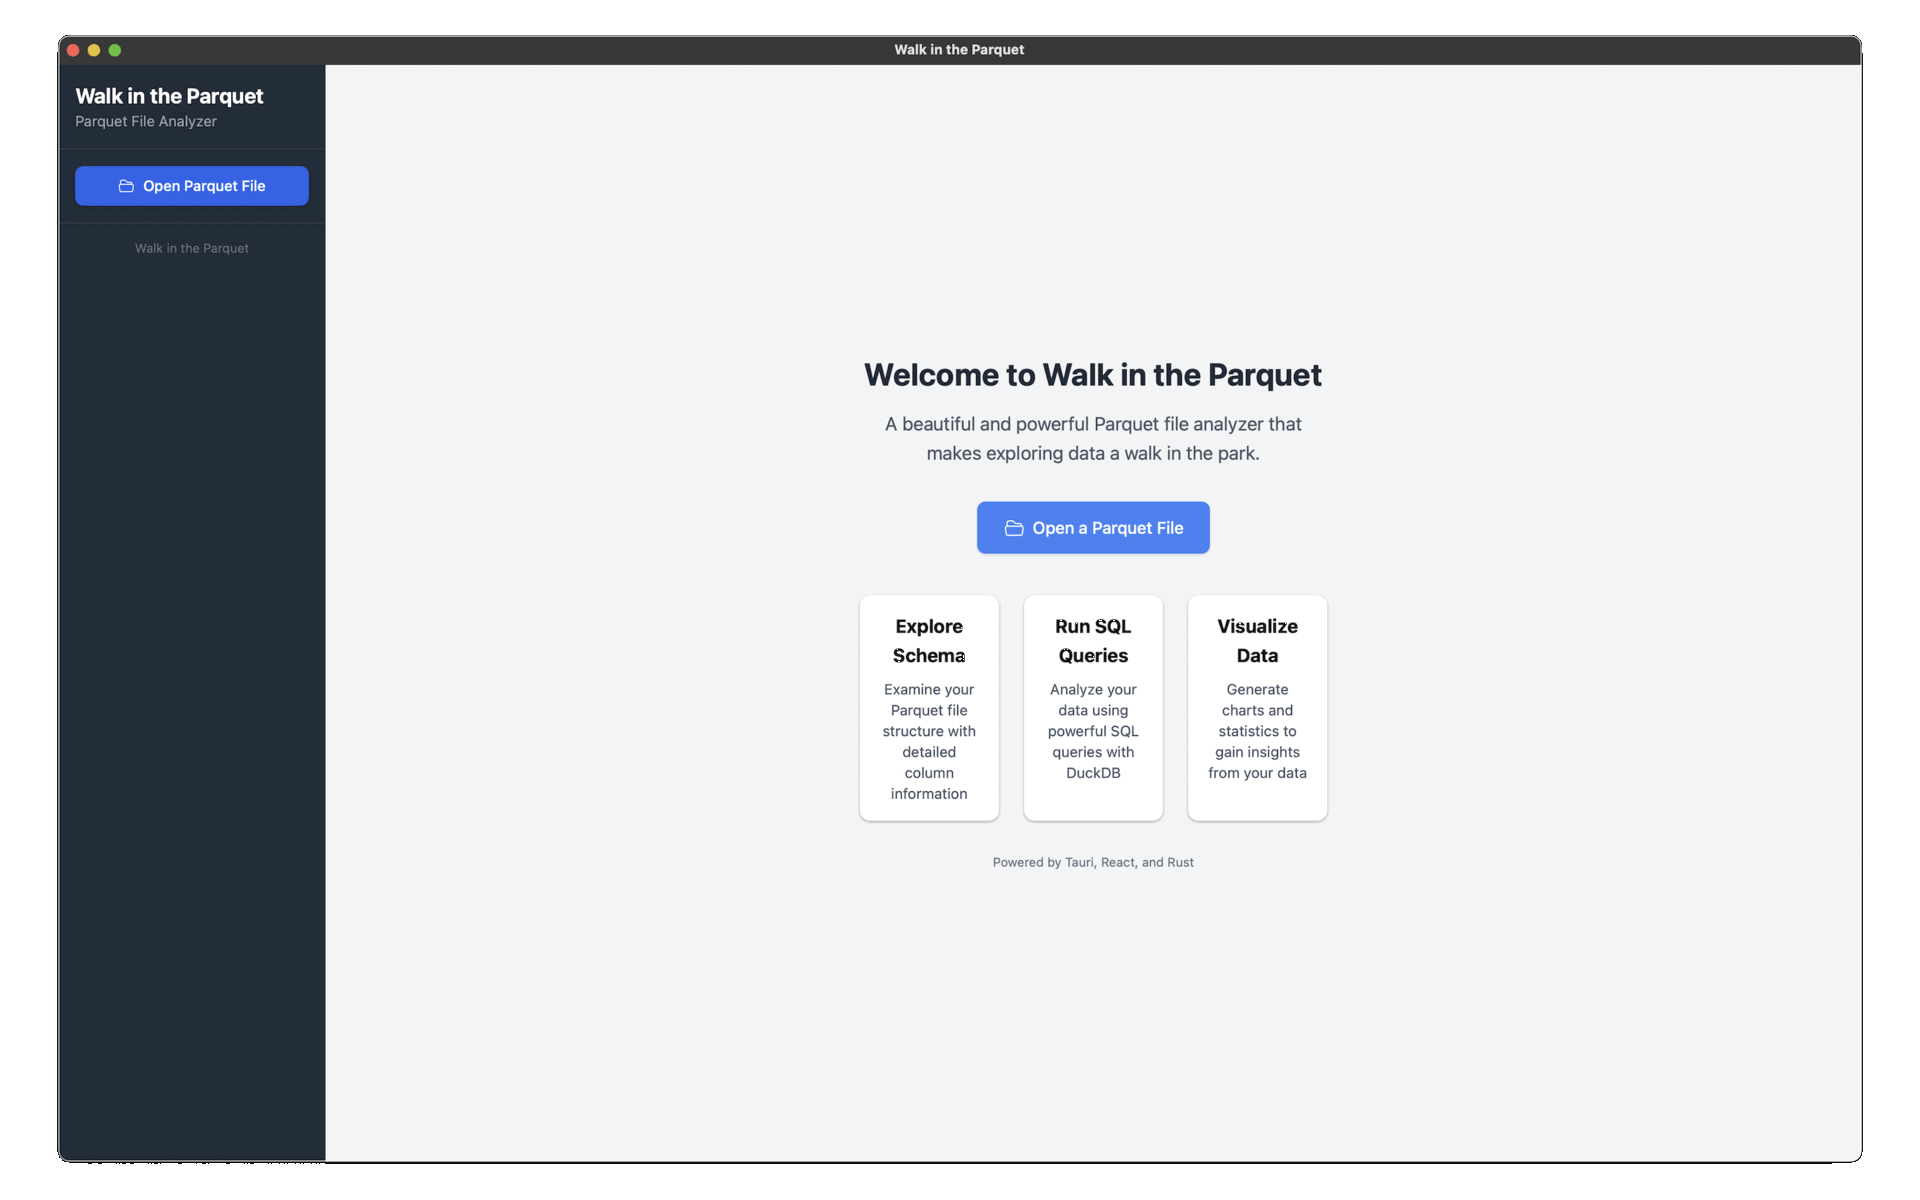 Walk in the Parquet
Walk in the Parquet
Parquet File Analyzer
Open Parquet File
Walk in the Parquet
Welcome to Walk in the Parquet
A beautiful and powerful Parquet file analyzer that
makes exploring data a walk in the park.
Open a Parquet File
Explore
Schema
Examine your
Parquet file
structure with
detailed
column
information
Run SQL
Queries
Analyze your
data using
powerful SQL
queries with
DuckDB
Visualize
Data
Generate
charts and
statistics to
gain insights
from your data
Powered by Tauri, React, and Rust